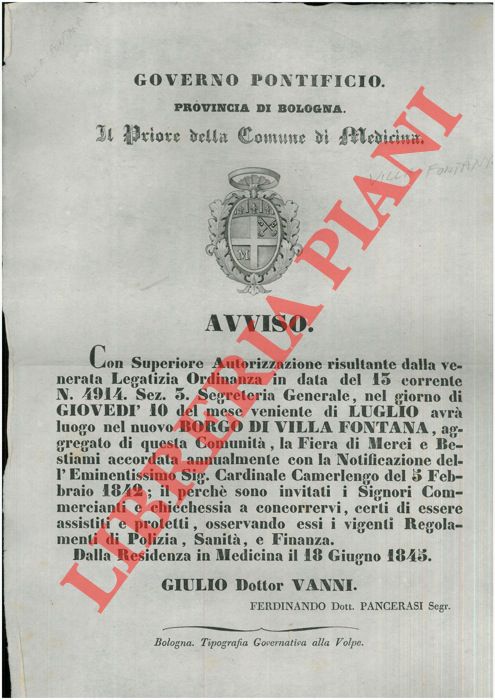 GOVERNO PONTIFICIO.
PROVINCIA DI BOLOGNA.
Il Priore della Comune di Medicina.
VILLA FONTANA
M
AVVISO.
Con Superiore Autorizzazione risultante dalla ve-
nerata Legatizia Ordinanza in data del 13 corrente
N. 4914. Sez. 3. Segreteria Generale, nel giorno di
GIOVEDI' 10 del mese veniente di LUGLIO avrà
luogo nel nuovo BORGO DI VILLA FONTANA, ag-
gregato di questa Comunità, la Fiera di Merci e Be-
stiami accordata annualmente con la Notificazione del-
l'Eminentissimo Sig. Cardinale Camerlengo del 5 Feb-
braio 1842; il perchè sono invitati i Signori Com-
mercianti e chicchessia a concorrervi, certi di essere
assistiti e protetti, osservando essi i vigenti Regola-
menti di Polizia, Sanità, e Finanza.
Dalla Residenza in Medicina il 18 Giugno 1845.
GIULIO Dottor VANNI.
FERDINANDO Dott. PANCERASI Segr.
Bologna. Tipografia Governativa alla Volpe.
LIBRERIA PIANI